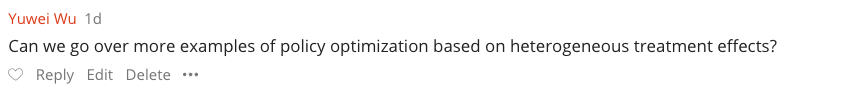 Yuwei Wu 1d
Can we go over more examples of policy optimization based on heterogeneous treatment effects?
Reply Edit Delete •••